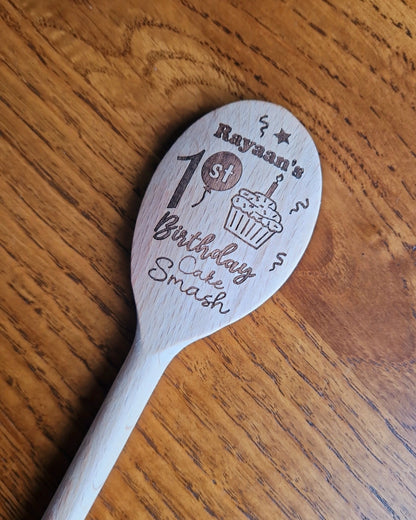 Rayaan's
1st
Birthday
Cake
Smash